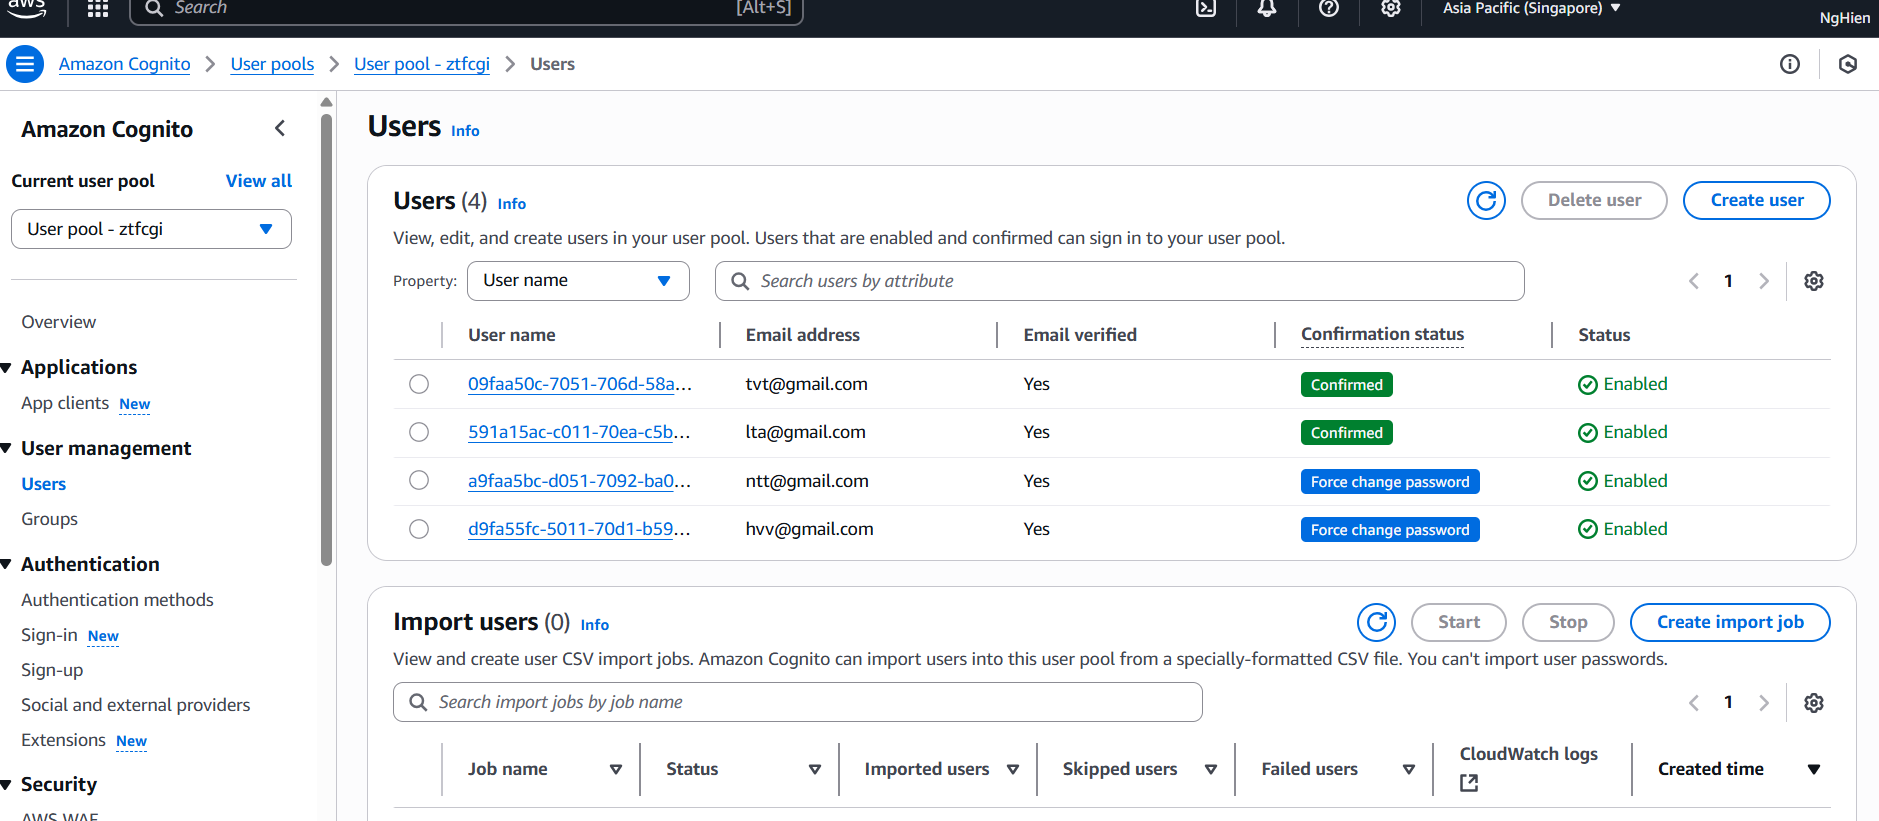 aws
Search [Alt+S]
Asia Pacific (Singapore)
NgHien
Amazon Cognito > User pools > User pool - ztfcgi > Users
Amazon Cognito
Current user pool View all
User pool - ztfcgi
Overview
Applications
App clients New
User management
Users
Groups
Authentication
Authentication methods
Sign-in New
Sign-up
Social and external providers
Extensions New
Security
AWS WAF
Users Info
Users (4) Info
Delete user
Create user
View, edit, and create users in your user pool. Users that are enabled and confirmed can sign in to your user pool.
Property: User name
Search users by attribute
1
User name Email address Email verified Confirmation status Status
09faa50c-7051-706d-58a... tvt@gmail.com Yes Confirmed Enabled
591a15ac-c011-70ea-c5b... lta@gmail.com Yes Confirmed Enabled
a9faa5bc-d051-7092-ba0... ntt@gmail.com Yes Force change password Enabled
d9fa55fc-5011-70d1-b59... hvv@gmail.com Yes Force change password Enabled
Import users (0) Info
Start
Stop
Create import job
View and create user CSV import jobs. Amazon Cognito can import users into this user pool from a specially-formatted CSV file. You can't import user passwords.
Search import jobs by job name
1
Job name Status Imported users Skipped users Failed users CloudWatch logs Created time